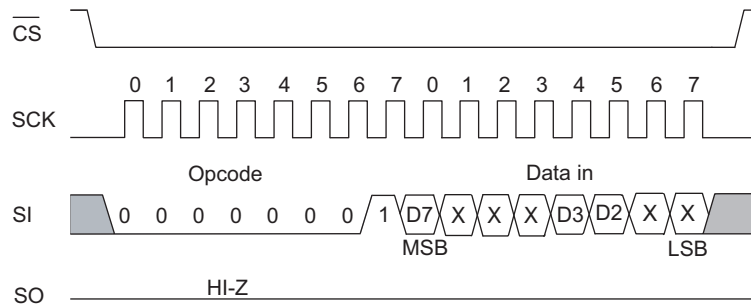 CS
0 1 2 3 4 5 6 7 0 1 2 3 4 5 6 7
SCK
Opcode Data in
SI 0 0 0 0 0 0 0 1 D7 X X X D3 D2 X X
MSB LSB
HI-Z
SO